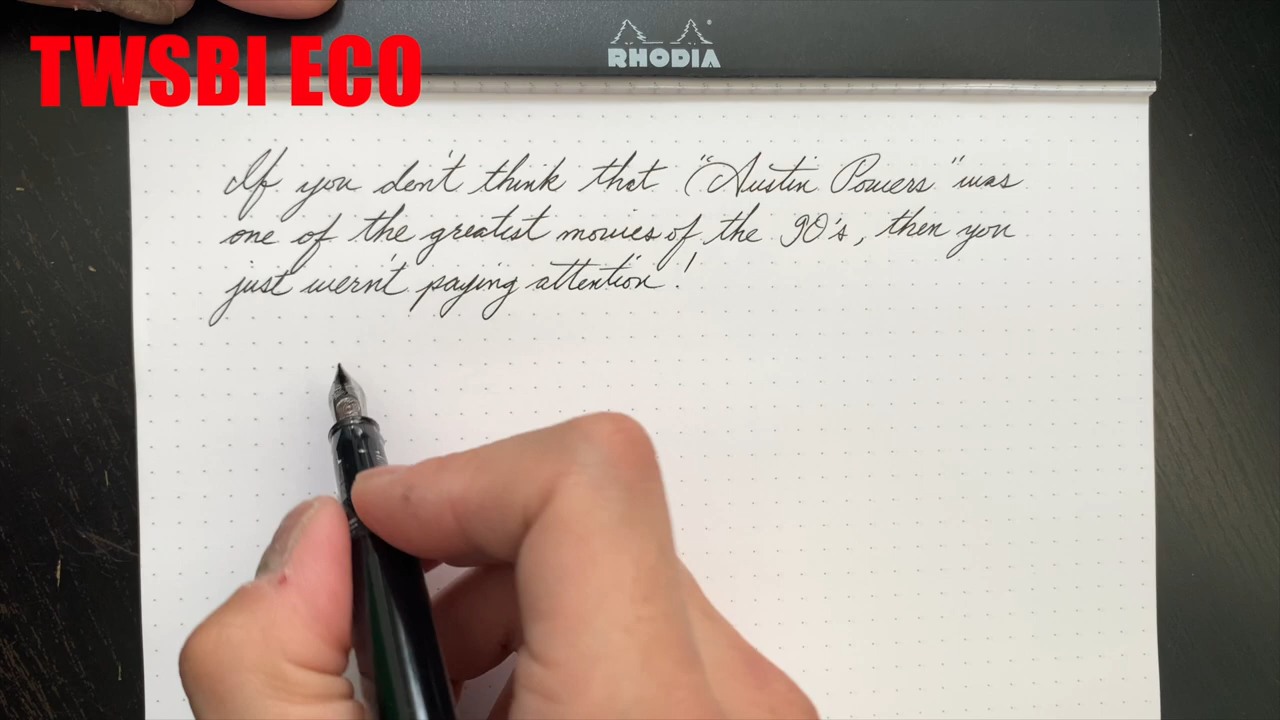 TWSBI ECO
RHODIA
If you don't think that "Austin Powers" was
one of the greatest movies of the 90's, then you
just wern't paying attention!